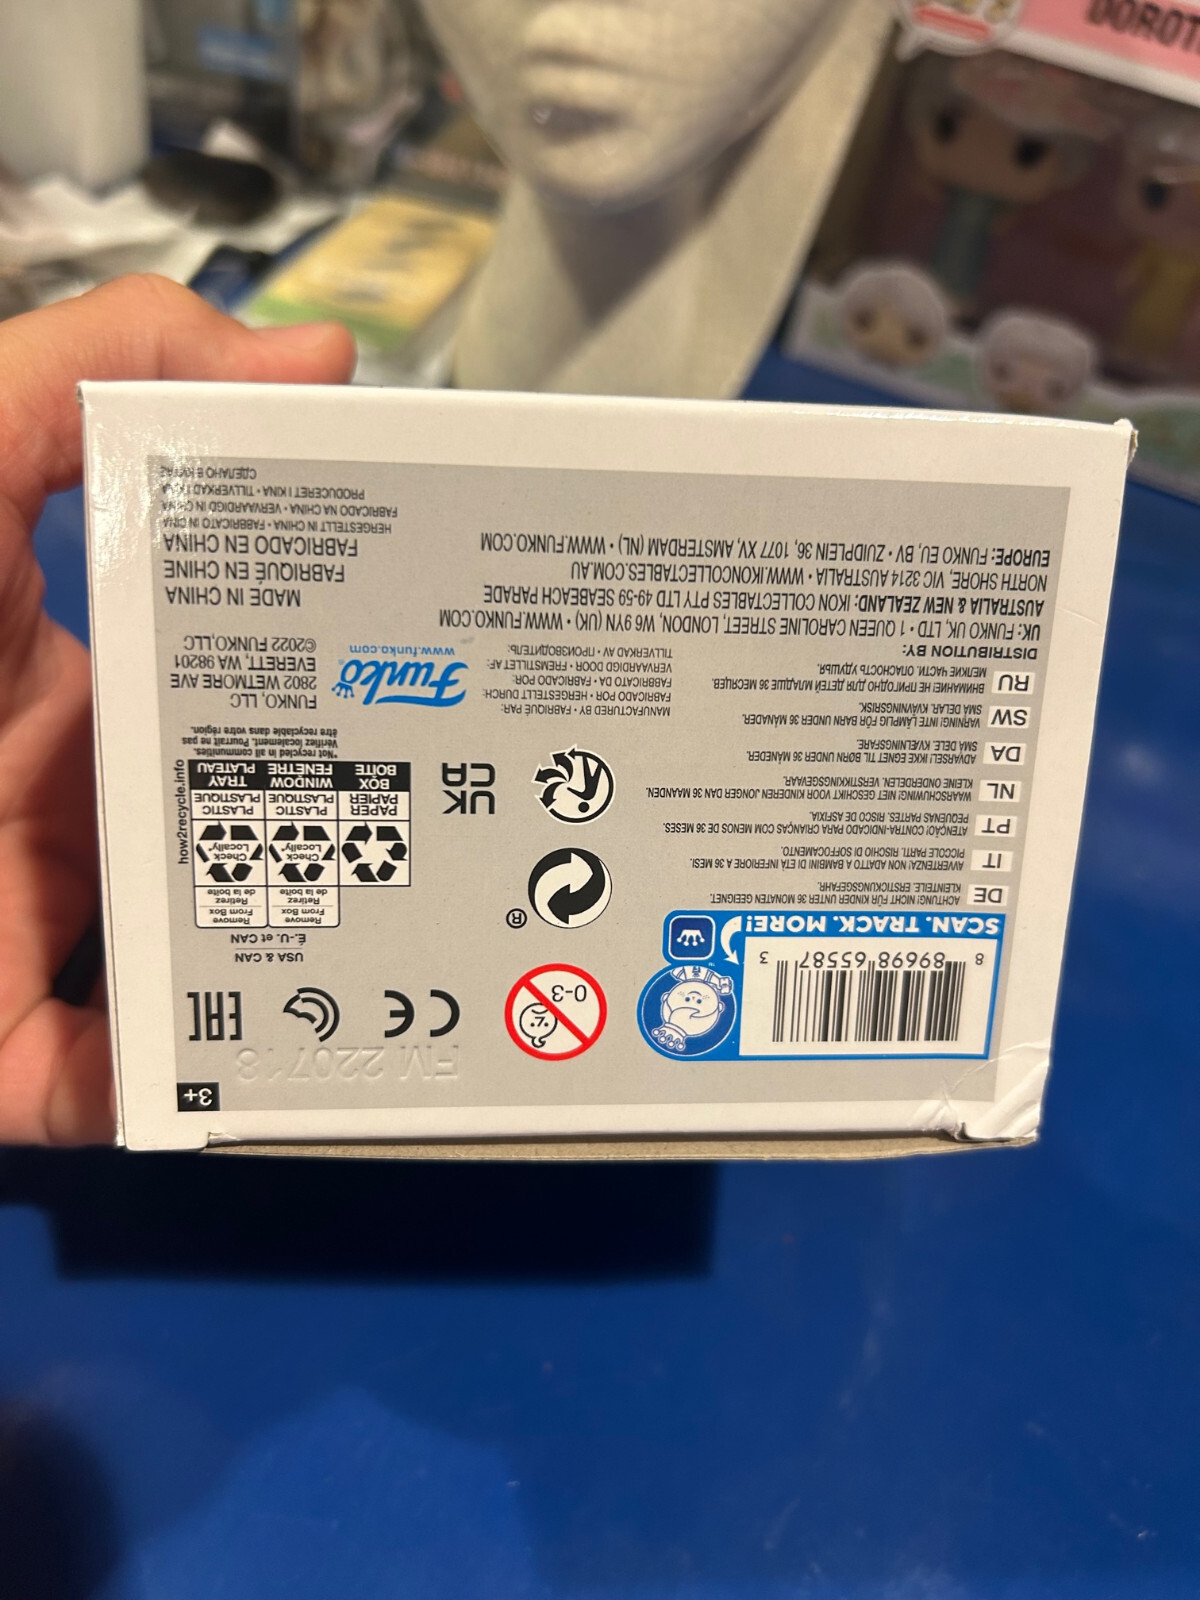 DOROT
3+
FM 220718
CE
EAC
0-3
8 89698 65587 3
SCAN. TRACK. MORE!
™
®
USA & CAN
É.-U. et CAN
Remove
From Box
Retirez
de la boîte
Remove
From Box
Retirez
de la boîte
Check
Locally*
Check
Locally*
PAPER
PAPIER
BOX
BOÎTE
PLASTIC
PLASTIQUE
WINDOW
FENÊTRE
PLASTIC
PLASTIQUE
TRAY
PLATEAU
how2recycle.info
*Not recycled in all communities.
Vérifiez localement. Pourrait ne pas
être recyclable dans votre région.
UK
CA
DE
ACHTUNG! NICHT FÜR KINDER UNTER 36 MONATEN GEEIGNET.
KLEINTEILE. ERSTICKUNGSGEFAHR.
IT
AVVERTENZA! NON ADATTO A BAMBINI DI ETÀ INFERIORE A 36 MESI.
PICCOLE PARTI. RISCHIO DI SOFFOCAMENTO.
PT
ATENÇÃO! CONTRA-INDICADO PARA CRIANÇAS COM MENOS DE 36 MESES.
PEQUENAS PARTES. RISCO DE ASFIXIA.
NL
WAARSCHUWING! NIET GESCHIKT VOOR KINDEREN JONGER DAN 36 MAANDEN.
KLEINE ONDERDELEN. VERSTIKKINGSGEVAAR.
DA
ADVARSEL! IKKE EGNET TIL BØRN UNDER 36 MÅNEDER.
SMÅ DELE. KVÆLNINGSFARE.
SW
VARNING! INTE LÄMPLIG FÖR BARN UNDER 36 MÅNADER.
SMÅ DELAR. KVÄVNINGSRISK.
RU
ВНИМАНИЕ! НЕ ПРИГОДНО ДЛЯ ДЕТЕЙ МЛАДШЕ 36 МЕСЯЦЕВ.
МЕЛКИЕ ЧАСТИ. ОПАСНОСТЬ УДУШЬЯ.
MANUFACTURED BY • FABRIQUÉ PAR:
FABRICADO POR • HERGESTELLT DURCH:
FABBRICATO DA • FABRICADO POR:
VERVAARDIGD DOOR • FREMSTILLET AF:
TILLVERKAD AV • ПРОИЗВОДИТЕЛЬ:
Funko®
www.funko.com
FUNKO, LLC
2802 WETMORE AVE
EVERETT, WA 98201
©2022 FUNKO,LLC
DISTRIBUTION BY:
UK: FUNKO UK, LTD • 1 QUEEN CAROLINE STREET, LONDON, W6 9YN (UK) • WWW.FUNKO.COM
AUSTRALIA & NEW ZEALAND: IKON COLLECTABLES PTY LTD 49-59 SEABEACH PARADE
NORTH SHORE, VIC 3214 AUSTRALIA • WWW.IKONCOLLECTABLES.COM.AU
EUROPE: FUNKO EU, BV • ZUIDPLEIN 36, 1077 XV, AMSTERDAM (NL) • WWW.FUNKO.COM
MADE IN CHINA
FABRIQUÉ EN CHINE
FABRICADO EN CHINA
HERGESTELLT IN CHINA • FABBRICATO IN CINA
FABRICADO NA CHINA • VERVAARDIGD IN CHINA
PRODUCERET I KINA • TILLVERKAD I KINA
СДЕЛАНО В КИТАЕ